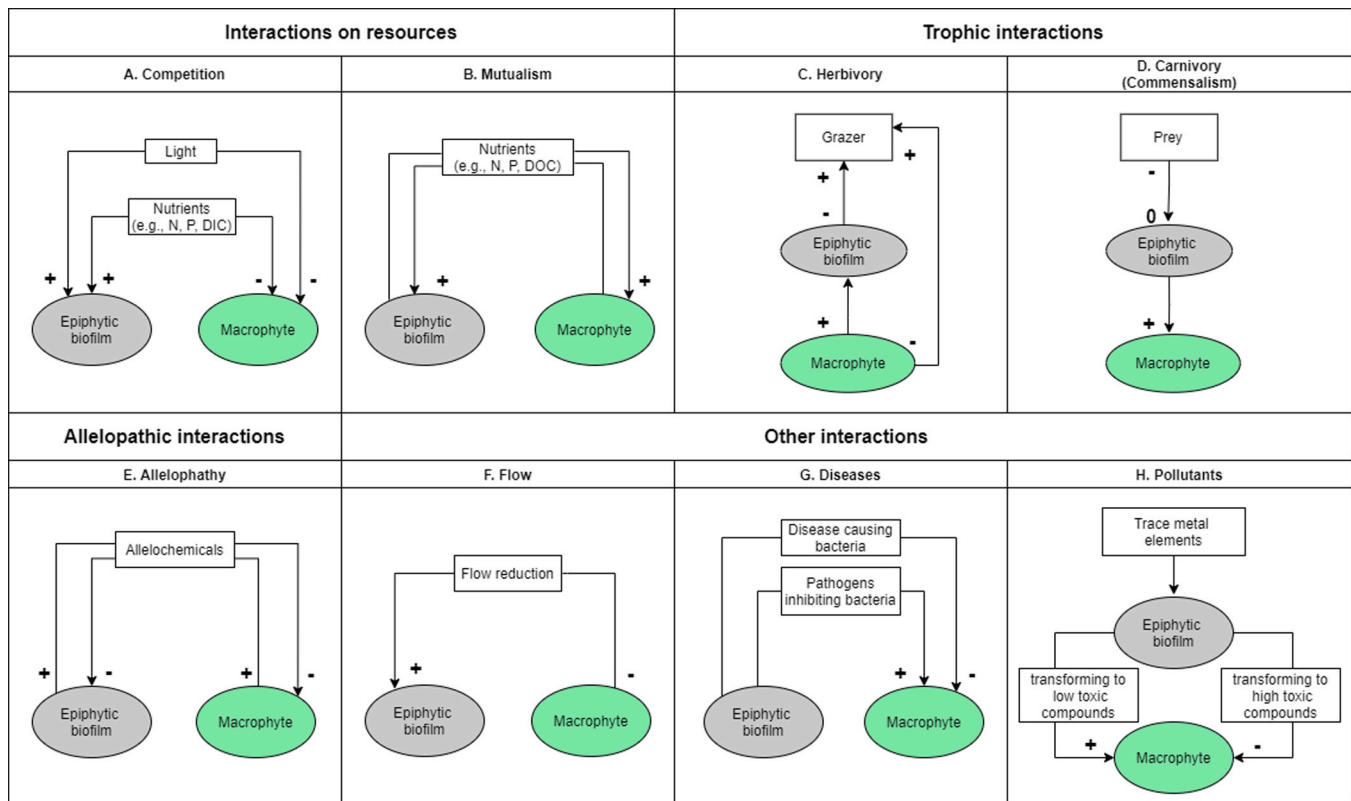 Interactions on resources
Trophic interactions
A. Competition
B. Mutualism
C. Herbivory
D. Carnivory
(Commensalism)
Light
Nutrients
(e.g., N, P, DIC)
+
+
-
-
Epiphytic
biofilm
Macrophyte
Nutrients
(e.g., N, P, DOC)
+
+
Epiphytic
biofilm
Macrophyte
Grazer
+
+
-
Epiphytic
biofilm
+
-
Macrophyte
Prey
-
0
Epiphytic
biofilm
+
Macrophyte
Allelopathic interactions
Other interactions
E. Allelophathy
F. Flow
G. Diseases
H. Pollutants
Allelochemicals
+
-
+
-
Epiphytic
biofilm
Macrophyte
Flow reduction
+
-
Epiphytic
biofilm
Macrophyte
Disease causing
bacteria
Pathogens
inhibiting bacteria
+
-
Epiphytic
biofilm
Macrophyte
Trace metal
elements
Epiphytic
biofilm
transforming to
low toxic
compounds
transforming to
high toxic
compounds
+
-
Macrophyte